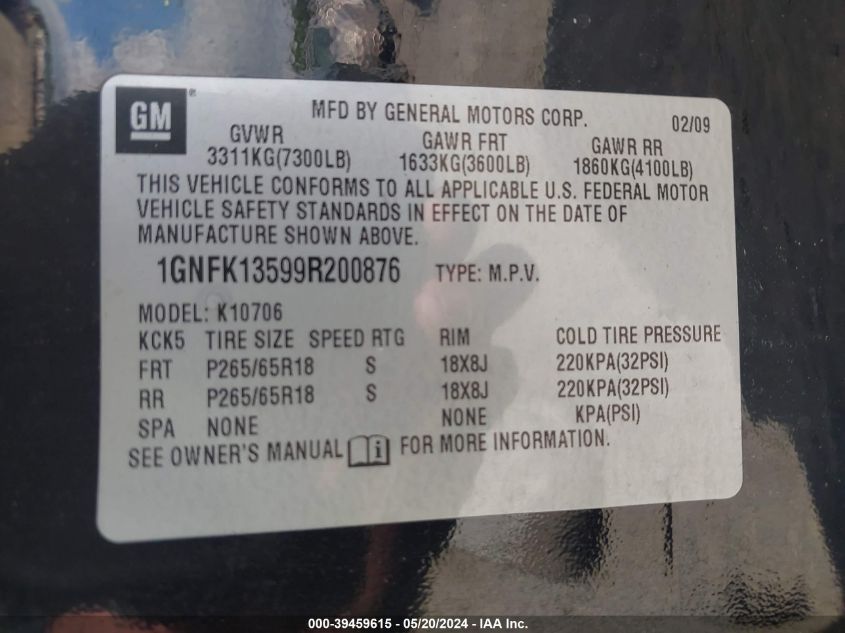 GM ® MFD BY GENERAL MOTORS CORP. 02/09
GVWR GAWR FRT GAWR RR
3311KG(7300LB) 1633KG(3600LB) 1860KG(4100LB)
THIS VEHICLE CONFORMS TO ALL APPLICABLE U.S. FEDERAL MOTOR
VEHICLE SAFETY STANDARDS IN EFFECT ON THE DATE OF
MANUFACTURE SHOWN ABOVE.
1GNFK13599R200876 TYPE: M.P.V.
MODEL: K10706
KCK5 TIRE SIZE SPEED RTG RIM COLD TIRE PRESSURE
FRT P265/65R18 S 18X8J 220KPA(32PSI)
RR P265/65R18 S 18X8J 220KPA(32PSI)
SPA NONE NONE KPA(PSI)
SEE OWNER'S MANUAL i FOR MORE INFORMATION.
000-39459615 - 05/20/2024 - IAA Inc.